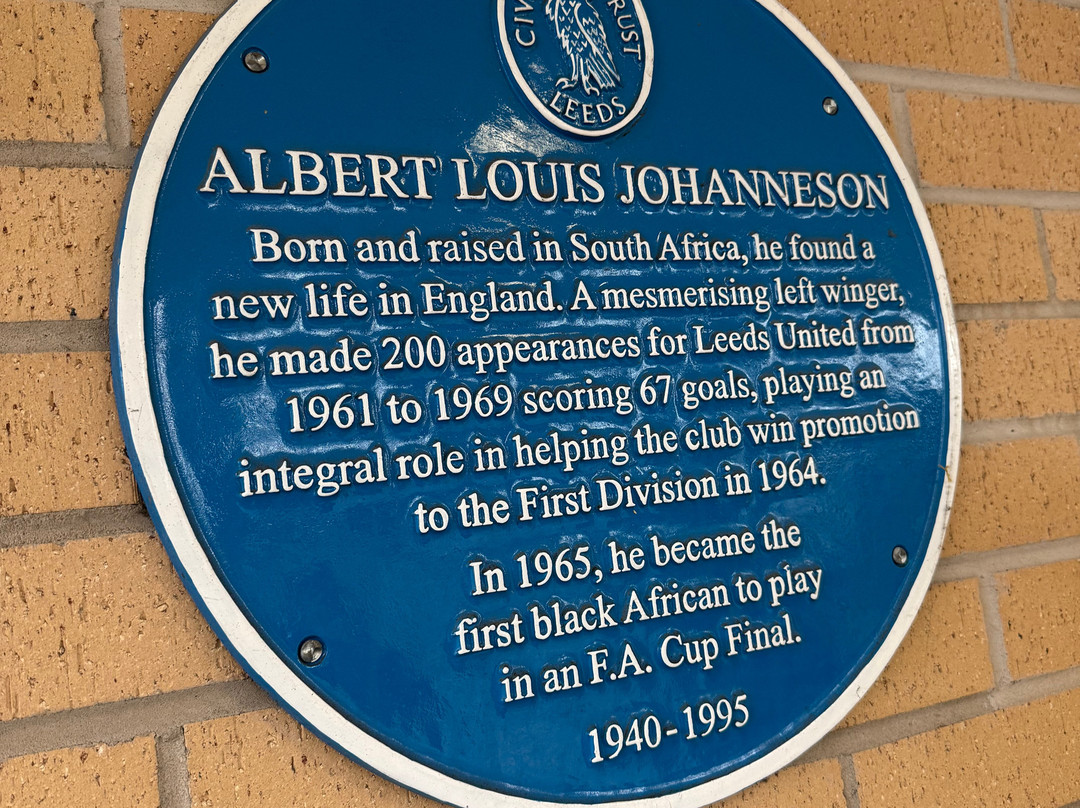 LEEDS
ALBERT LOUIS JOHANNESON
Born and raised in South Africa, he found a
new life in England. A mesmerising left winger,
he made 200 appearances for Leeds United from
1961 to 1969 scoring 67 goals, playing an
integral role in helping the club win promotion
to the First Division in 1964.
In 1965, he became the
first black African to play
in an F.A. Cup Final.
1940-1995